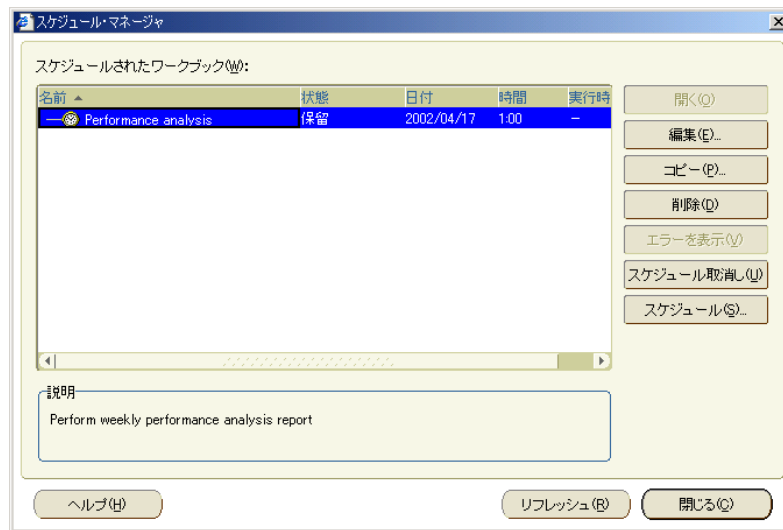 スケジュール・マネージャ
スケジュールされたワークブック(W):
名前 状態 日付 時間 実行時
Performance analysis 保留 2002/04/17 1:00 –
開く(O)
編集(E)...
コピー(P)...
削除(D)
エラーを表示(V)
スケジュール取消し(U)
スケジュール(S)...
説明
Perform weekly performance analysis report
ヘルプ(H) リフレッシュ(R) 閉じる(C)